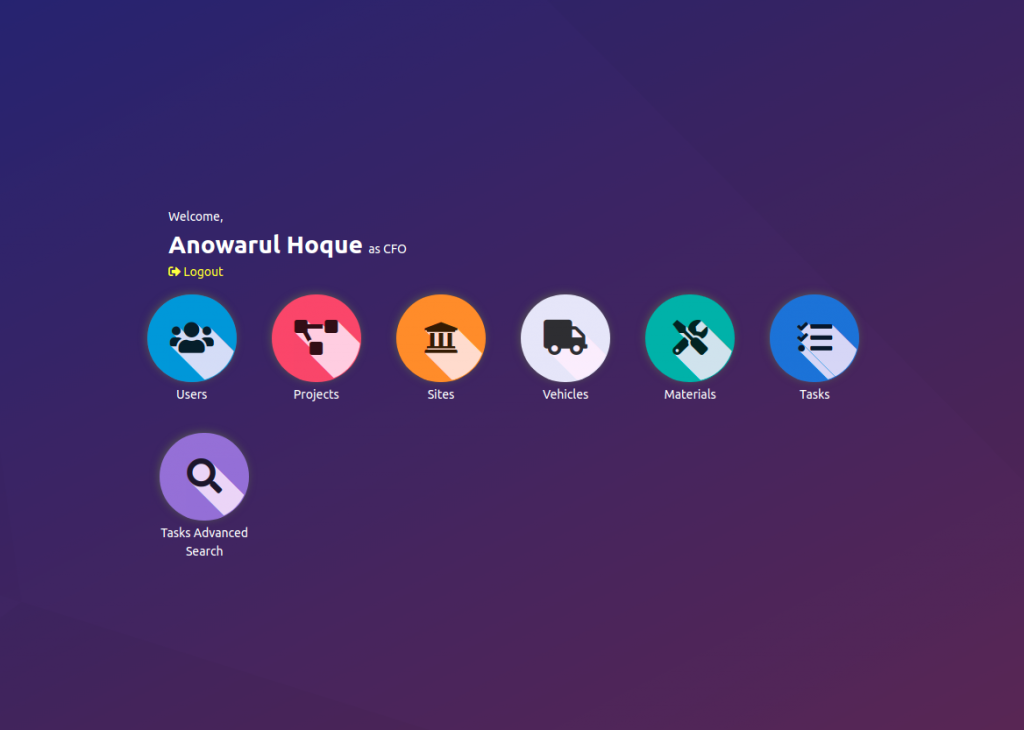 Welcome,
Anowarul Hoque as CFO
Logout
Users
Projects
Sites
Vehicles
Materials
Tasks
Tasks Advanced
Search